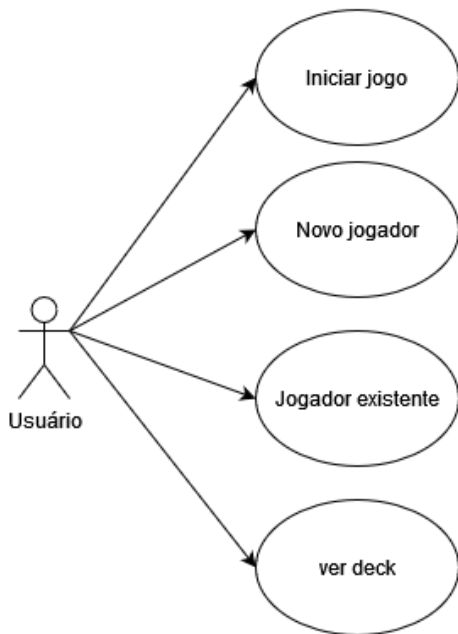 Iniciar jogo
Novo jogador
Jogador existente
Usuário
ver deck